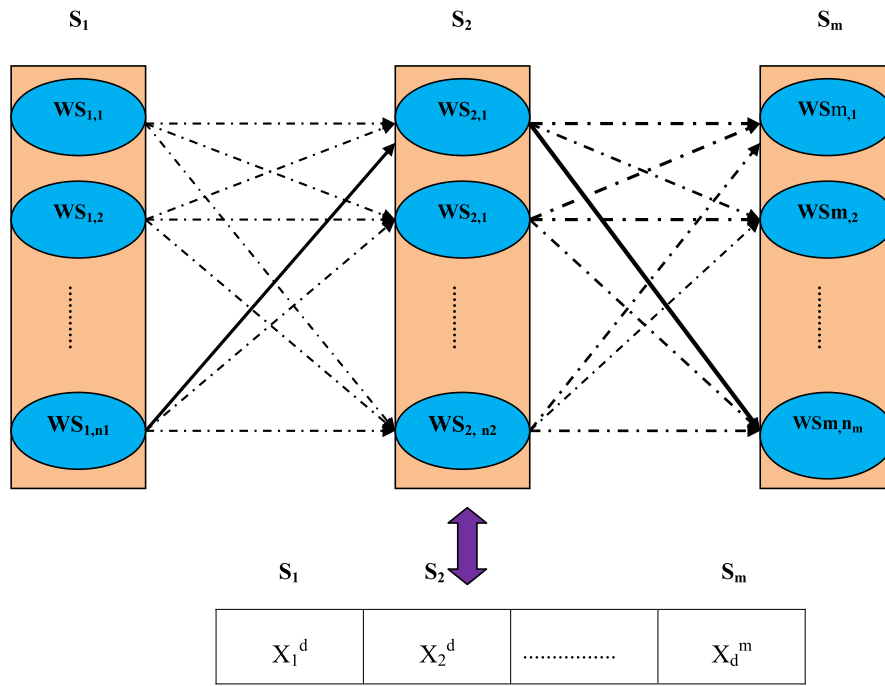 S₁ S₂ Sₘ
WS₁,₁ WS₂,₁ WSm,₁
WS₁,₂ WS₂,₁ WSm,₂
........ ........ ........
WS₁,ₙ₁ WS₂, ₙ₂ WSm,nₘ
S₁ S₂ Sₘ
X₁ᵈ X₂ᵈ ................ X_dᵐ